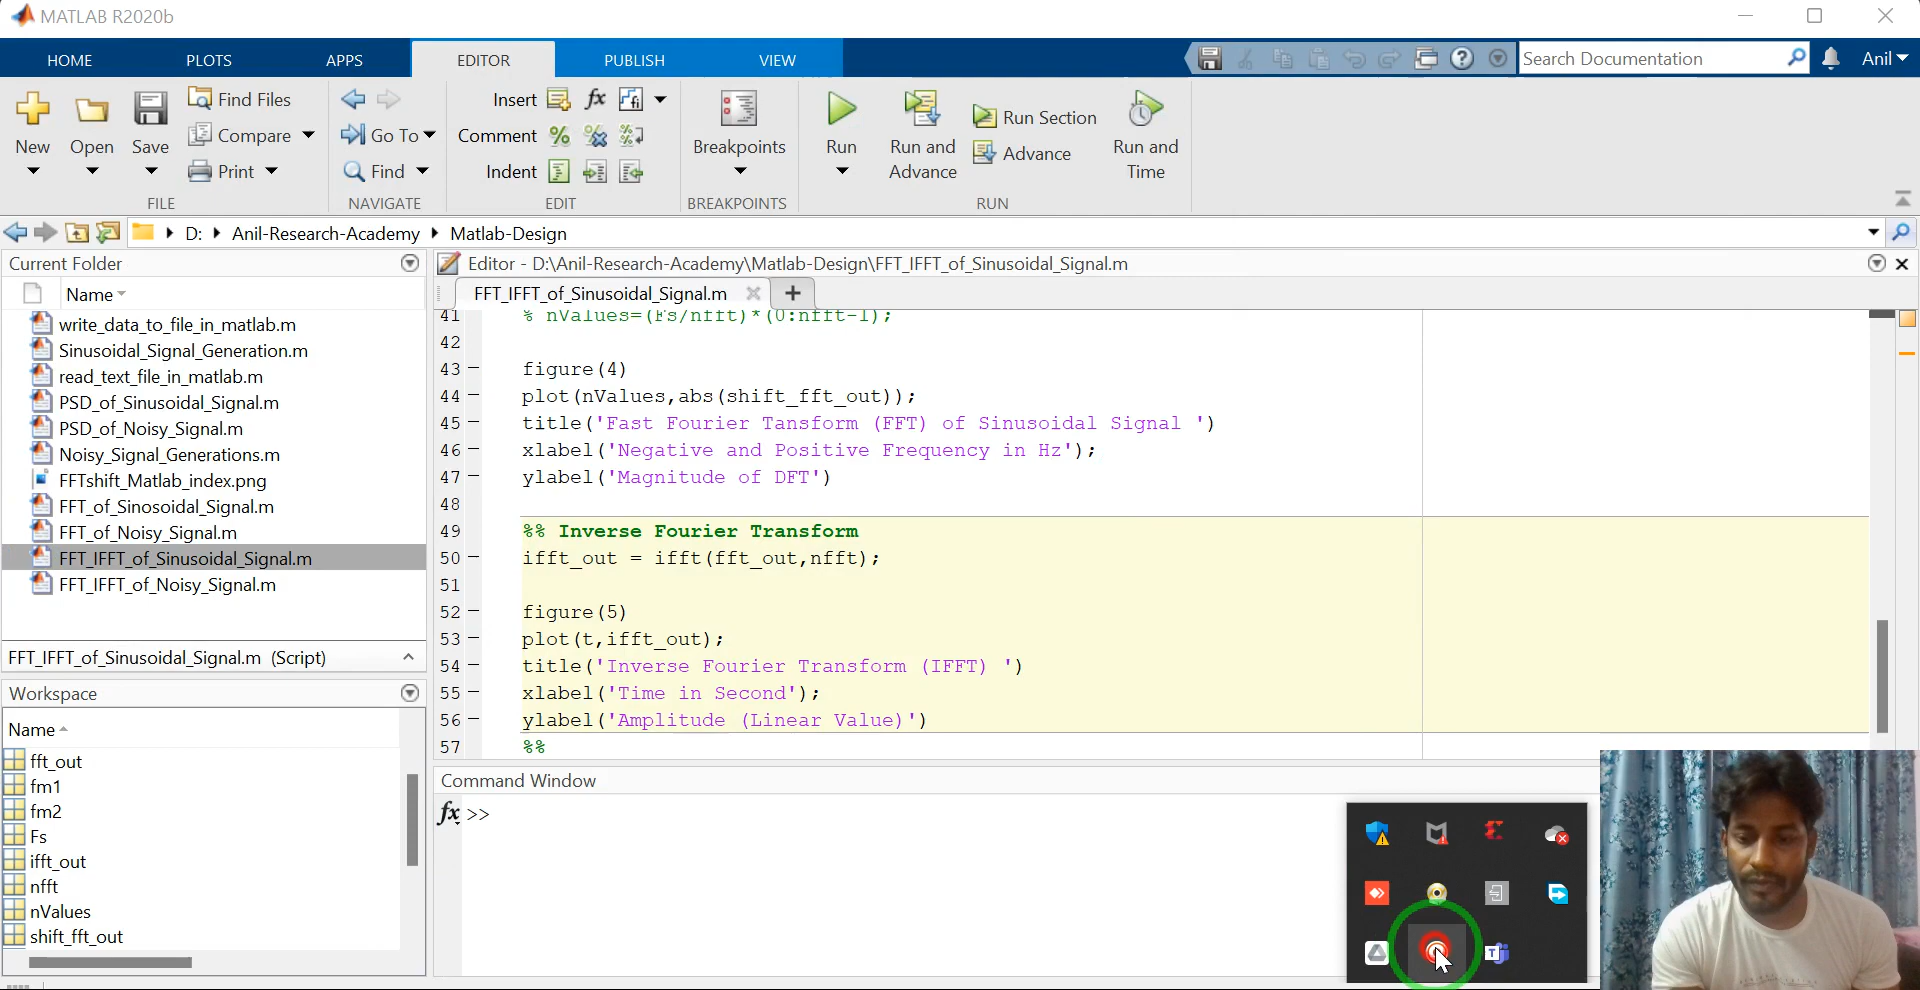 MATLAB R2020b
HOME PLOTS APPS EDITOR PUBLISH VIEW
Search Documentation
Anil
New
Open
Save
Find Files
Compare
Print
FILE
Go To
Find
NAVIGATE
Insert fx
Comment
Indent
EDIT
Breakpoints
BREAKPOINTS
Run
Run and
Advance
Run Section
Advance
Run and
Time
RUN
D: Anil-Research-Academy Matlab-Design
Current Folder
Name
write_data_to_file_in_matlab.m
Sinusoidal_Signal_Generation.m
read_text_file_in_matlab.m
PSD_of_Sinusoidal_Signal.m
PSD_of_Noisy_Signal.m
Noisy_Signal_Generations.m
FFTshift_Matlab_index.png
FFT_of_Sinosoidal_Signal.m
FFT_of_Noisy_Signal.m
FFT_IFFT_of_Sinusoidal_Signal.m
FFT_IFFT_of_Noisy_Signal.m
FFT_IFFT_of_Sinusoidal_Signal.m (Script)
Workspace
Name
fft_out
fm1
fm2
Fs
ifft_out
nfft
nValues
shift_fft_out
Editor - D:\Anil-Research-Academy\Matlab-Design\FFT_IFFT_of_Sinusoidal_Signal.m
FFT_IFFT_of_Sinusoidal_Signal.m
41 % nValues=(Fs/nfft)*(0:nfft-1);
42
43 figure(4)
44 plot(nValues,abs(shift_fft_out));
45 title('Fast Fourier Tansform (FFT) of Sinusoidal Signal ')
46 xlabel('Negative and Positive Frequency in Hz');
47 ylabel('Magnitude of DFT')
48
49 %% Inverse Fourier Transform
50 ifft_out = ifft(fft_out,nfft);
51
52 figure(5)
53 plot(t,ifft_out);
54 title('Inverse Fourier Transform (IFFT) ')
55 xlabel('Time in Second');
56 ylabel('Amplitude (Linear Value)')
57 %%
Command Window
fx >>